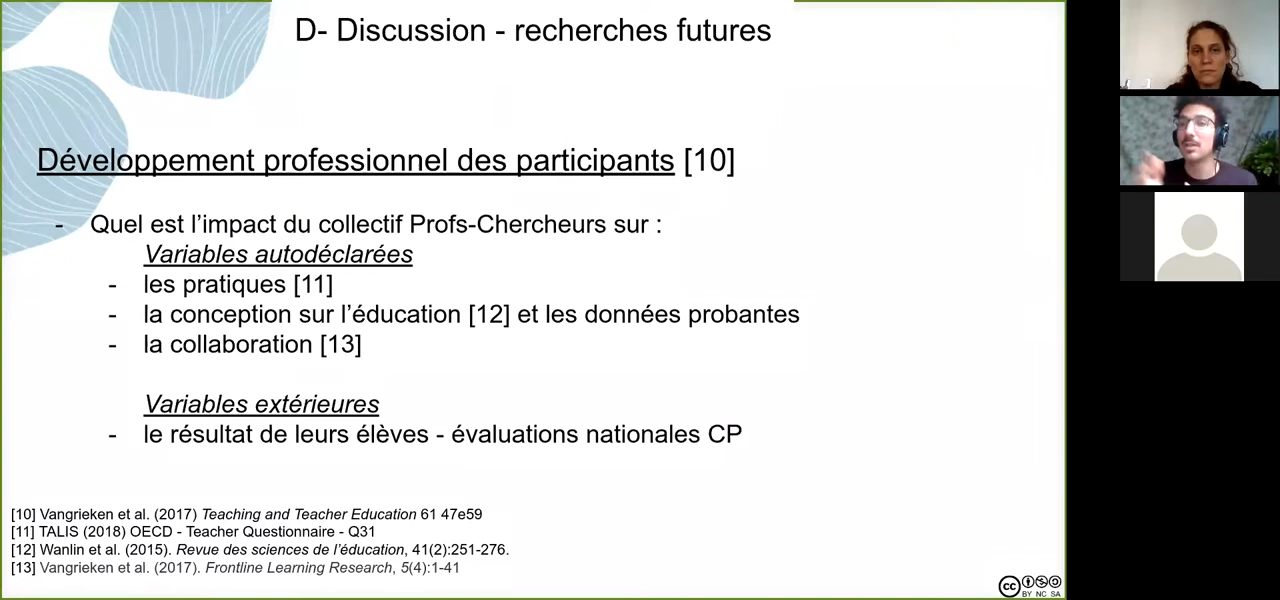 D- Discussion - recherches futures
Développement professionnel des participants [10]
- Quel est l’impact du collectif Profs-Chercheurs sur :
Variables autodéclarées
- les pratiques [11]
- la conception sur l’éducation [12] et les données probantes
- la collaboration [13]
Variables extérieures
- le résultat de leurs élèves - évaluations nationales CP
[10] Vangrieken et al. (2017) Teaching and Teacher Education 61 47e59
[11] TALIS (2018) OECD - Teacher Questionnaire - Q31
[12] Wanlin et al. (2015). Revue des sciences de l’éducation, 41(2):251-276.
[13] Vangrieken et al. (2017). Frontline Learning Research, 5(4):1-41
cc
BY NC SA